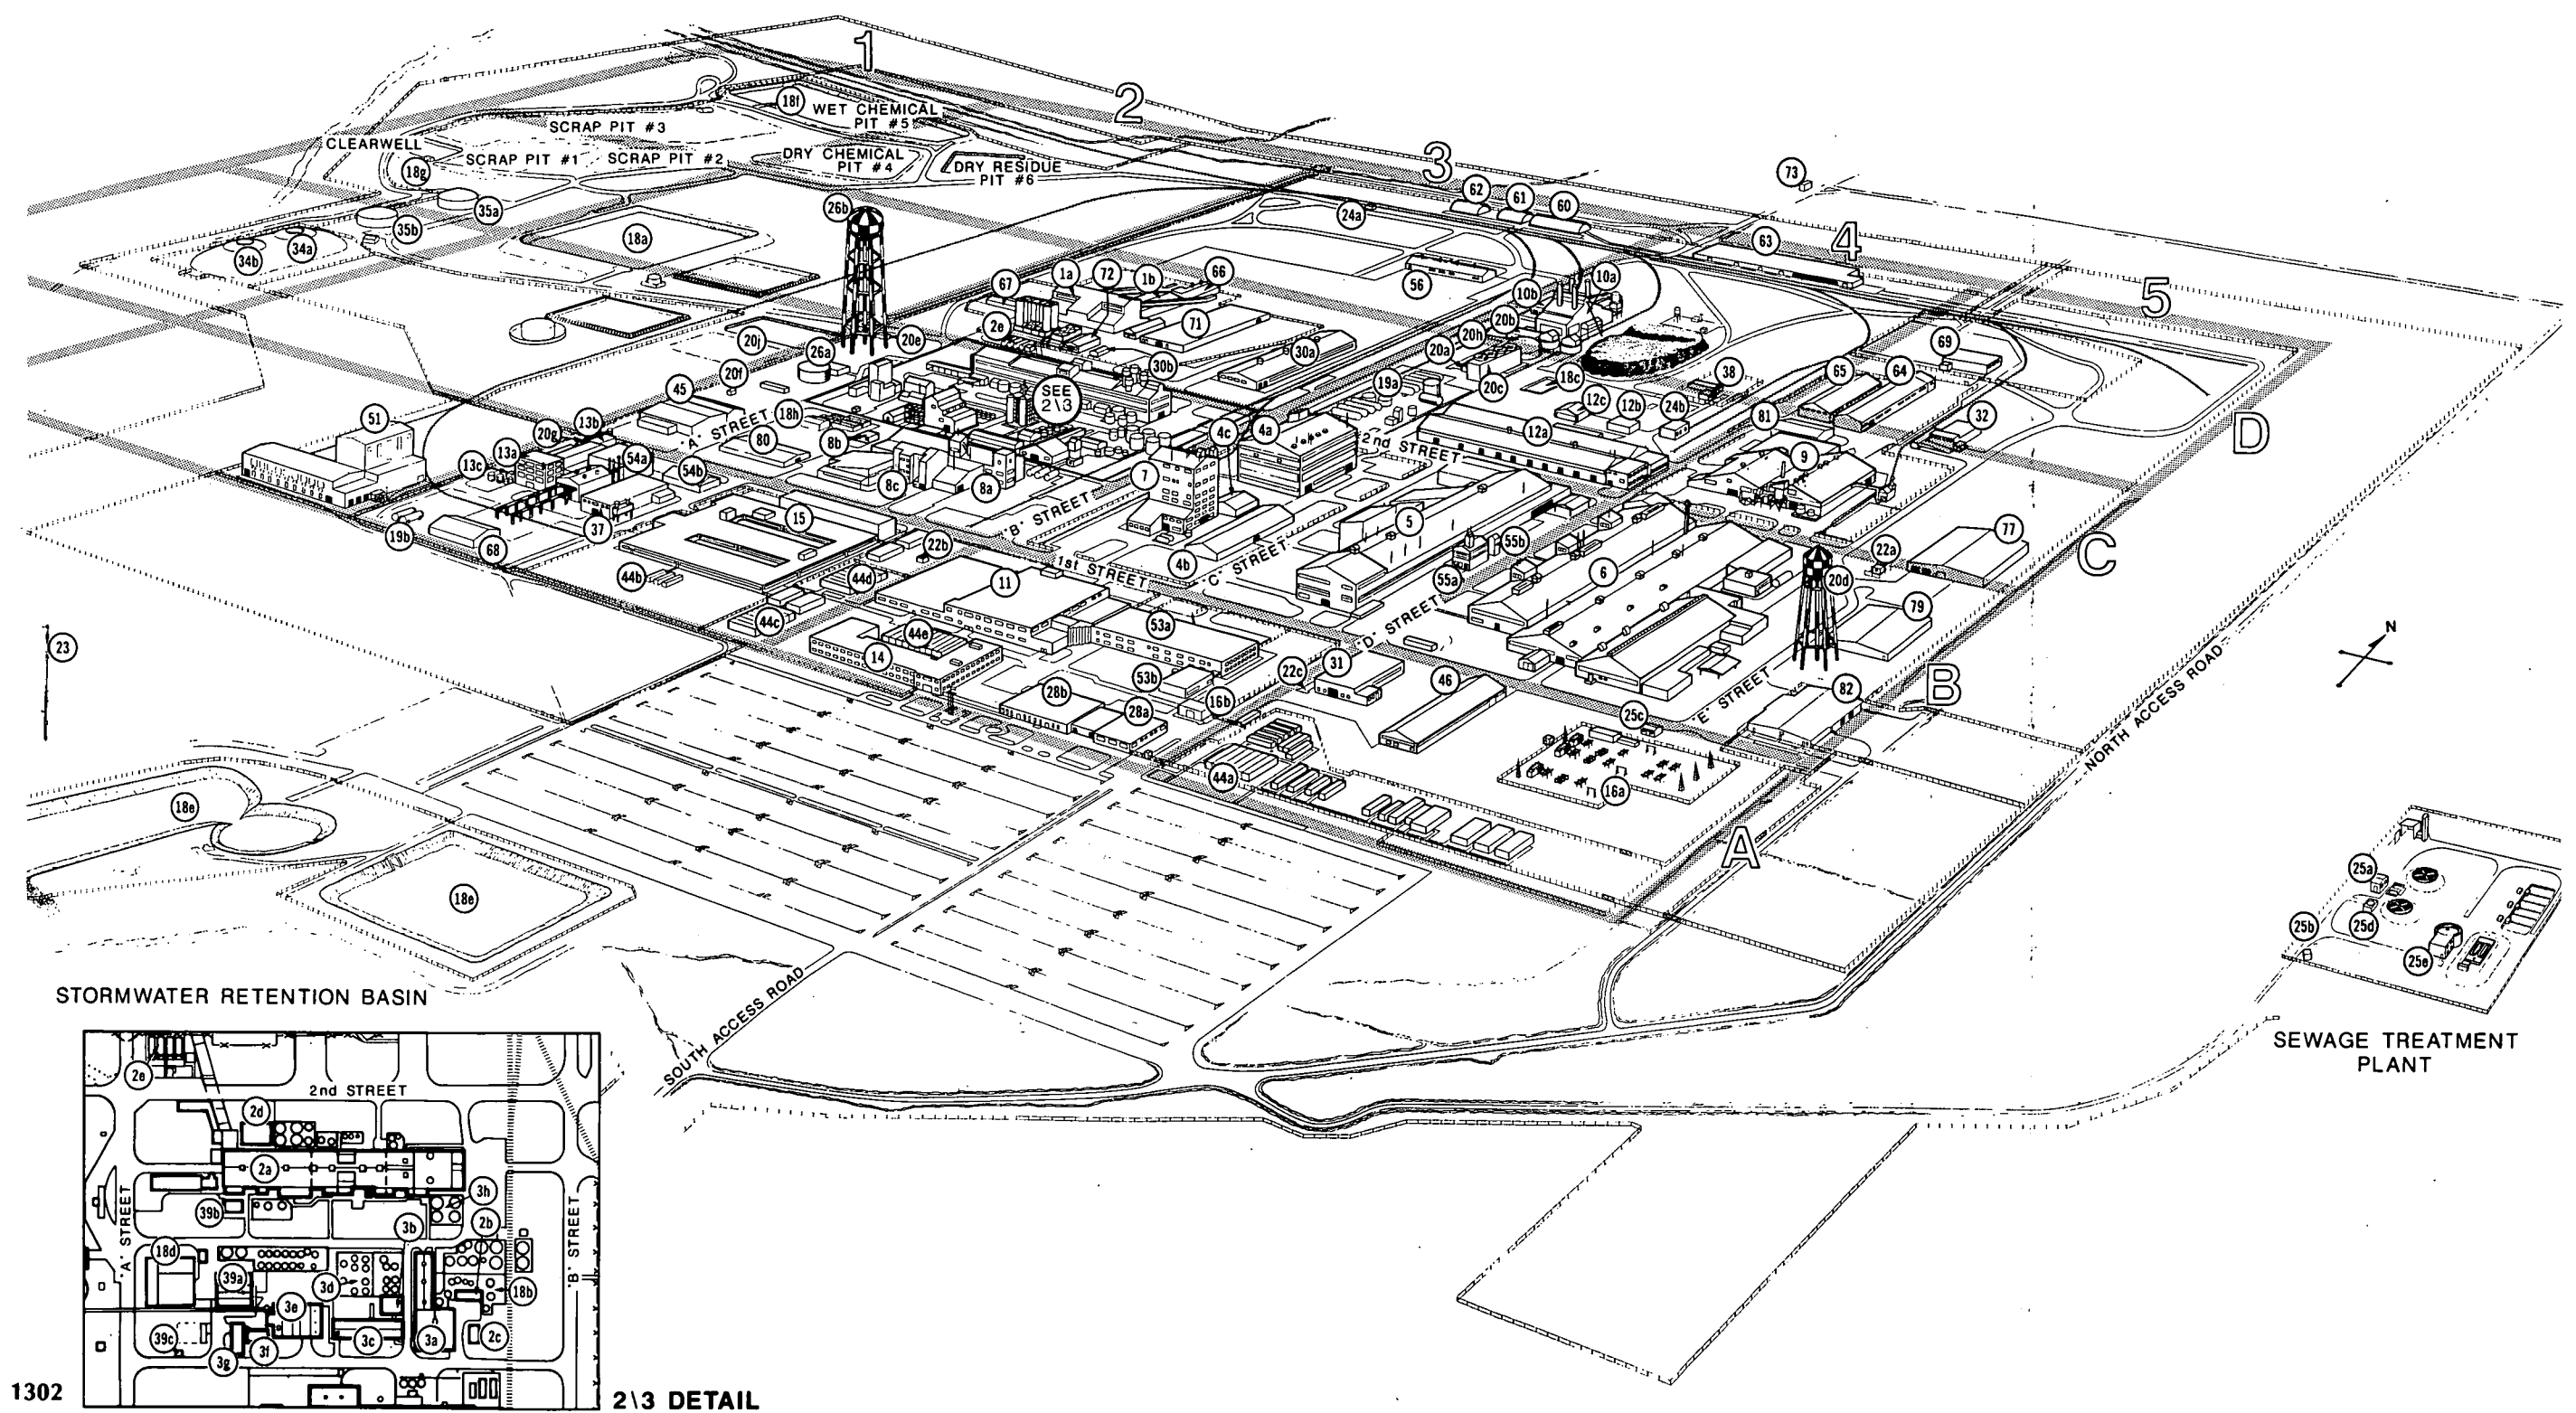 1
2
3
4
5
D
C
B
A
18f
WET CHEMICAL
PIT #5
SCRAP PIT #3
CLEARWELL
SCRAP PIT #1
SCRAP PIT #2
DRY CHEMICAL
PIT #4
DRY RESIDUE
PIT #6
18g
35a
35b
34a
34b
18a
26b
73
62
61
60
24a
63
56
67
1a
72
1b
66
2e
71
30a
30b
10a
10b
20b
20h
20a
20c
19a
18c
12c
12b
24b
38
65
64
69
32
81
20j
20e
26a
20f
45
18h
SEE
2\3
"A" STREET
80
8b
8c
8a
51
20g
13b
13a
13c
54a
54b
37
19b
68
15
44b
22b
44d
44c
"B" STREET
1st STREET
7
4c
4a
4b
2nd STREET
12a
9
5
"C" STREET
55b
55a
6
22a
77
20d
79
11
53a
44e
14
53b
16b
22c
31
"D" STREET
46
28b
28a
44a
25c
"E" STREET
82
16a
23
18e
18e
N
NORTH ACCESS ROAD
SOUTH ACCESS ROAD
25a
25b
25d
25e
STORMWATER RETENTION BASIN
SEWAGE TREATMENT
PLANT
2e
2nd STREET
2d
2a
3h
39b
3b
2b
"A" STREET
"B" STREET
18d
39a
3d
3e
18b
39c
3g
3f
3c
3a
2c
1302
2\3 DETAIL